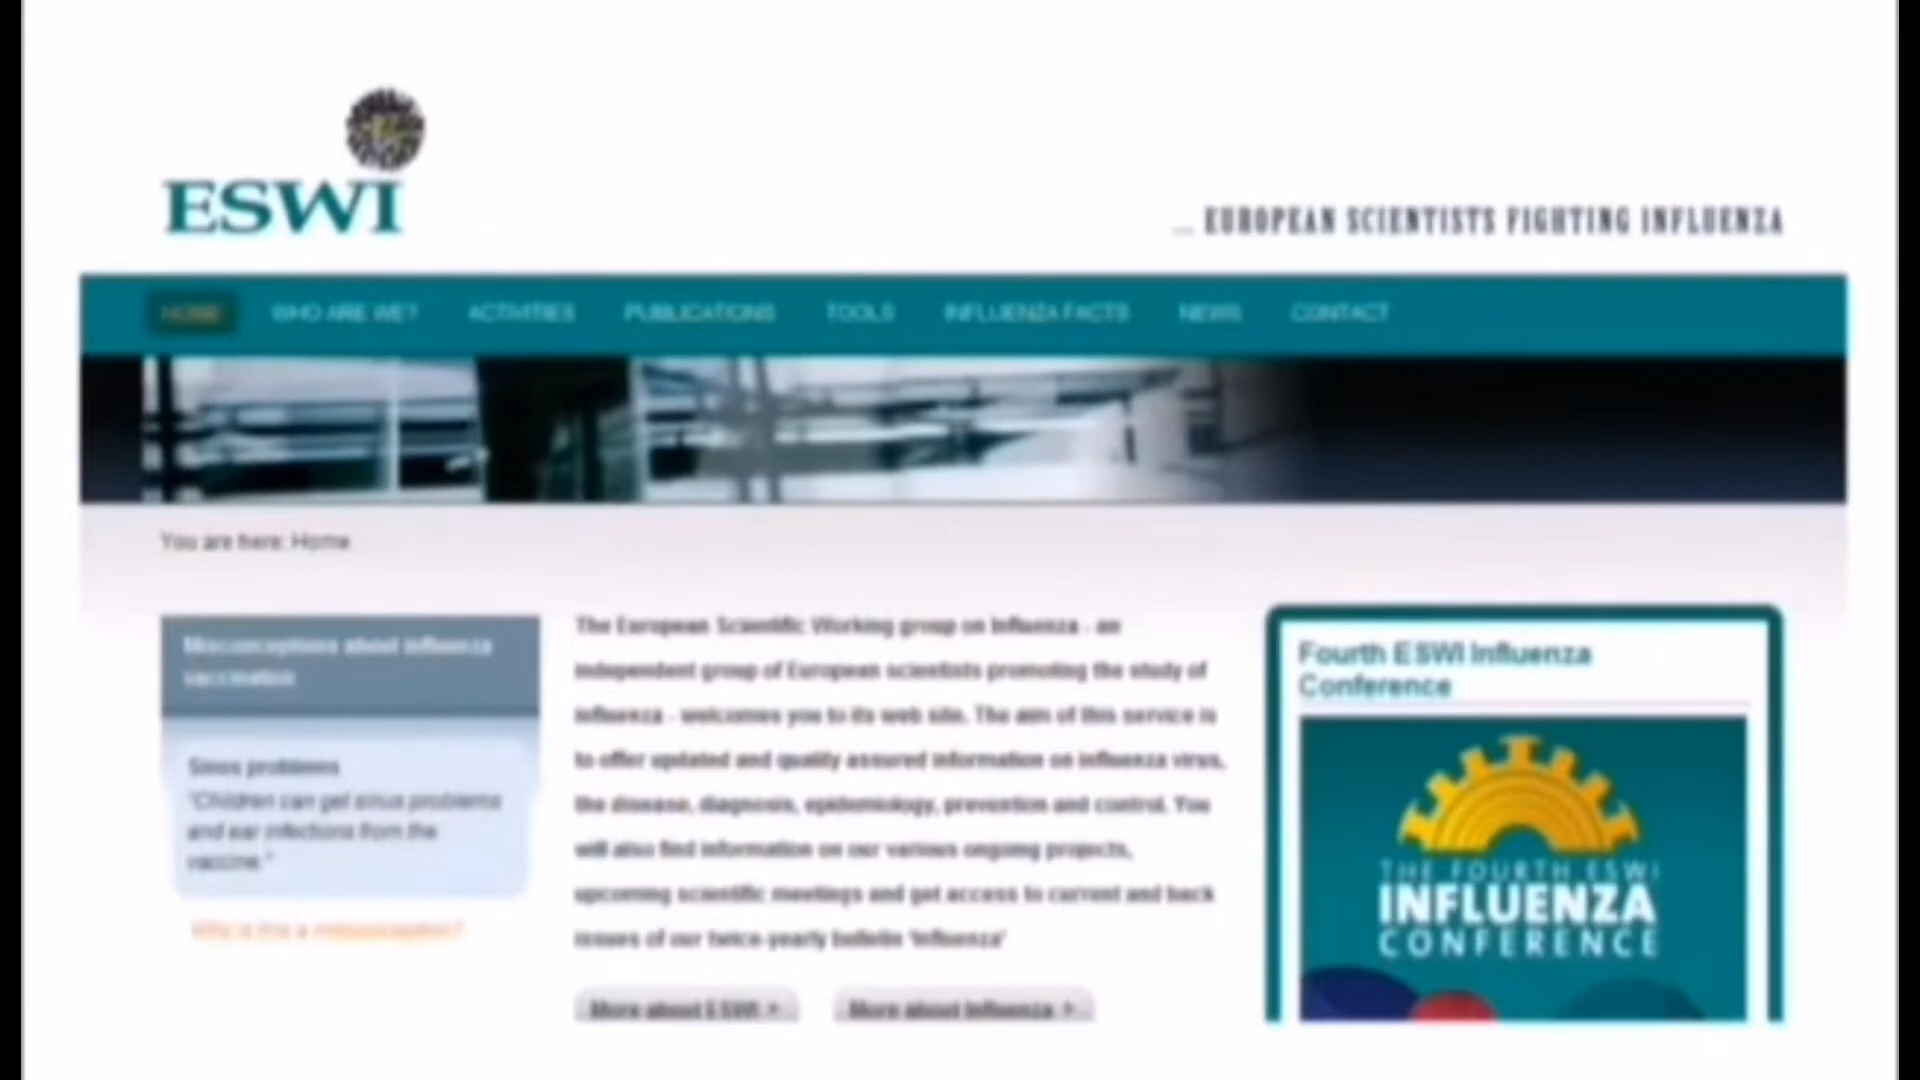 ESWI
... EUROPEAN SCIENTISTS FIGHTING INFLUENZA
HOME WHO ARE WE? ACTIVITIES PUBLICATIONS TOOLS INFLUENZA FACTS NEWS CONTACT
You are here: Home
Misconceptions about influenza
vaccination
Sinus problems
"Children can get sinus problems
and ear infections from the
vaccine."
Why is this a misconception?
The European Scientific Working group on Influenza - an
independent group of European scientists promoting the study of
influenza - welcomes you to its web site. The aim of this service is
to offer updated and quality assured information on influenza virus,
the disease, diagnosis, epidemiology, prevention and control. You
will also find information on our various ongoing projects,
upcoming scientific meetings and get access to current and back
issues of our twice-yearly bulletin 'Influenza'
More about ESWI >
More about Influenza >
Fourth ESWI Influenza
Conference
THE FOURTH ESWI
INFLUENZA
CONFERENCE